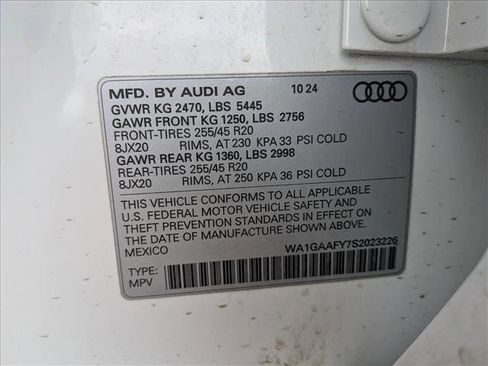 MFD. BY AUDI AG 10 24
GVWR KG 2470, LBS 5445
GAWR FRONT KG 1250, LBS 2756
FRONT-TIRES 255/45 R20
8JX20 RIMS, AT 230 KPA 33 PSI COLD
GAWR REAR KG 1360, LBS 2998
REAR-TIRES 255/45 R20
8JX20 RIMS, AT 250 KPA 36 PSI COLD
THIS VEHICLE CONFORMS TO ALL APPLICABLE
U.S. FEDERAL MOTOR VEHICLE SAFETY AND
THEFT PREVENTION STANDARDS IN EFFECT ON
THE DATE OF MANUFACTURE SHOWN ABOVE.
MEXICO WA1GAAFY7S2023226
TYPE:
MPV